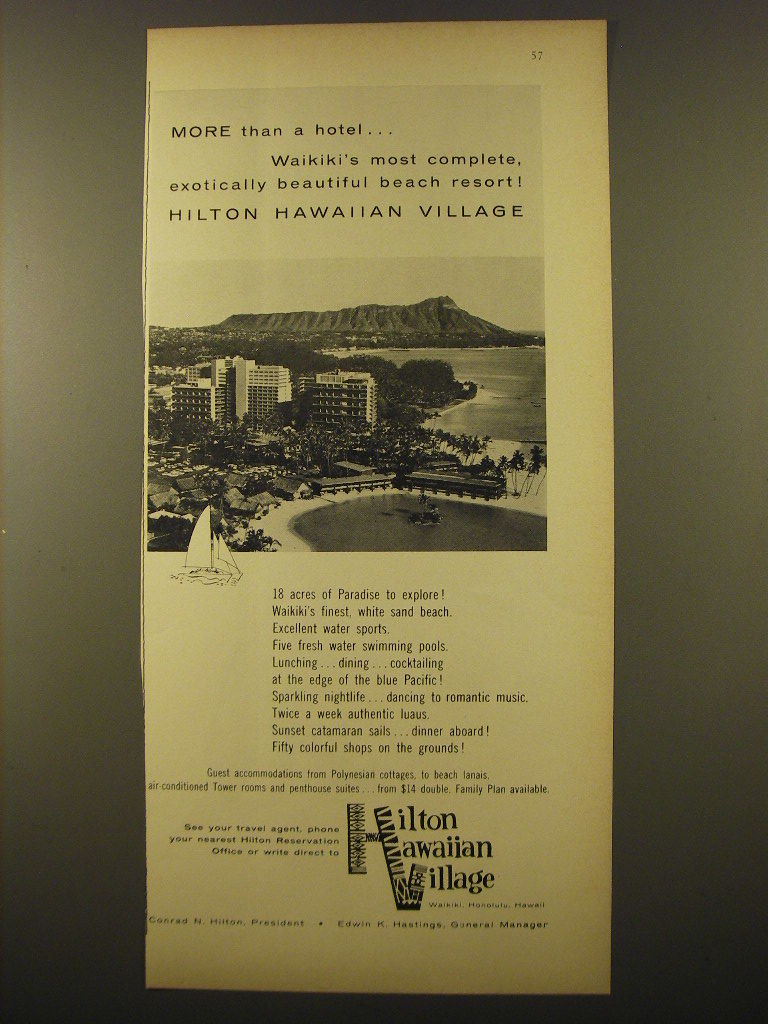 57
MORE than a hotel...
Waikiki's most complete,
exotically beautiful beach resort!
HILTON HAWAIIAN VILLAGE
18 acres of Paradise to explore!
Waikiki's finest, white sand beach.
Excellent water sports.
Five fresh water swimming pools.
Lunching... dining... cocktailing
at the edge of the blue Pacific!
Sparkling nightlife... dancing to romantic music.
Twice a week authentic luaus.
Sunset catamaran sails... dinner aboard!
Fifty colorful shops on the grounds!
Guest accommodations from Polynesian cottages, to beach lanais,
air-conditioned Tower rooms and penthouse suites... from $14 double. Family Plan available.
See your travel agent, phone
your nearest Hilton Reservation
Office or write direct to
Hilton
Hawaiian
Village
Waikiki, Honolulu, Hawaii
Conrad N. Hilton, President • Edwin K. Hastings, General Manager